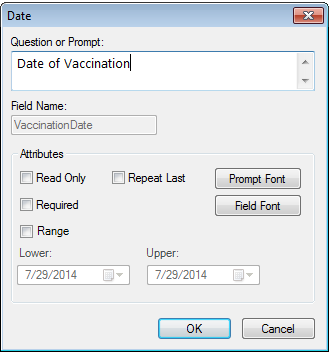 Date
Question or Prompt:
Date of Vaccination
Field Name:
VaccinationDate
Attributes
Read Only Repeat Last Prompt Font
Required Field Font
Range
Lower: Upper:
7/29/2014 7/29/2014
OK Cancel